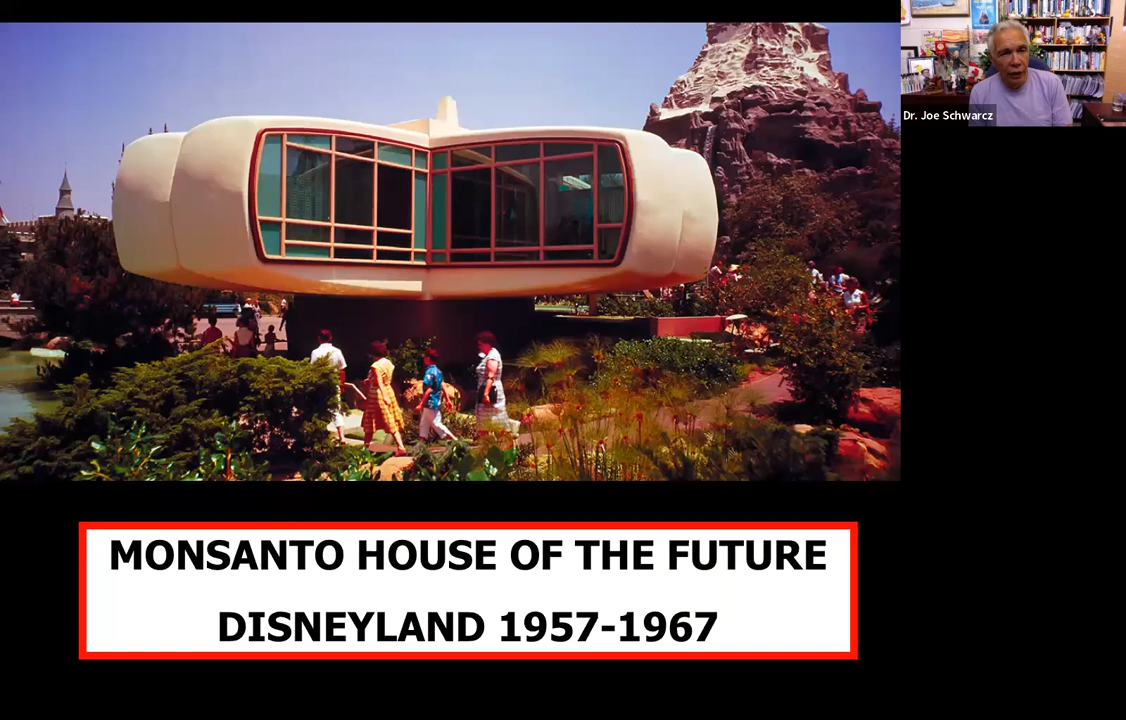 Dr. Joe Schwarcz
MONSANTO HOUSE OF THE FUTURE
DISNEYLAND 1957-1967